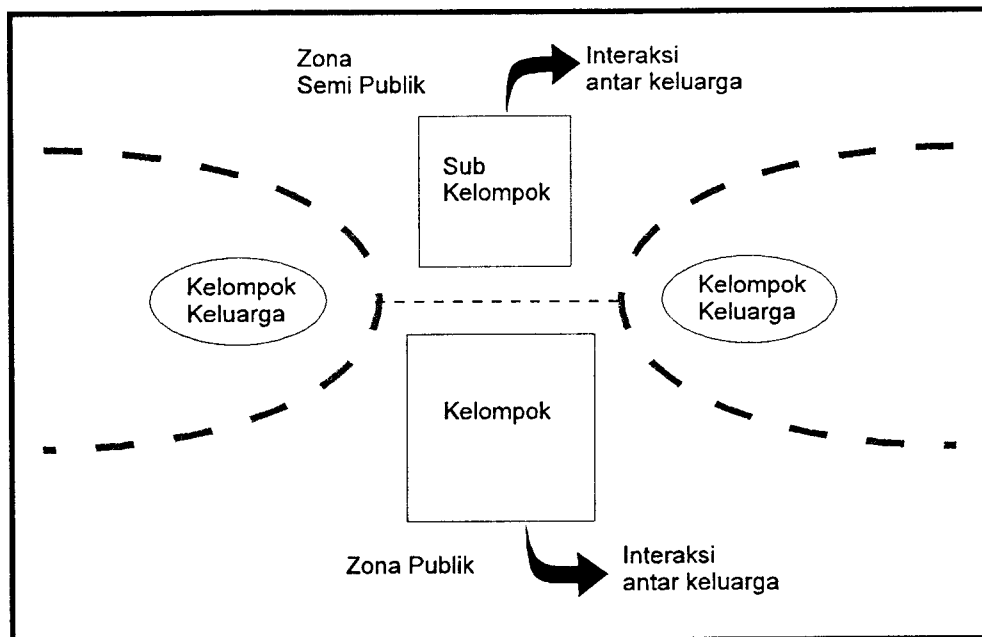 Zona
Semi Publik
Interaksi
antar keluarga
Sub
Kelompok
Kelompok
Keluarga
Kelompok
Keluarga
Kelompok
Zona Publik
Interaksi
antar keluarga